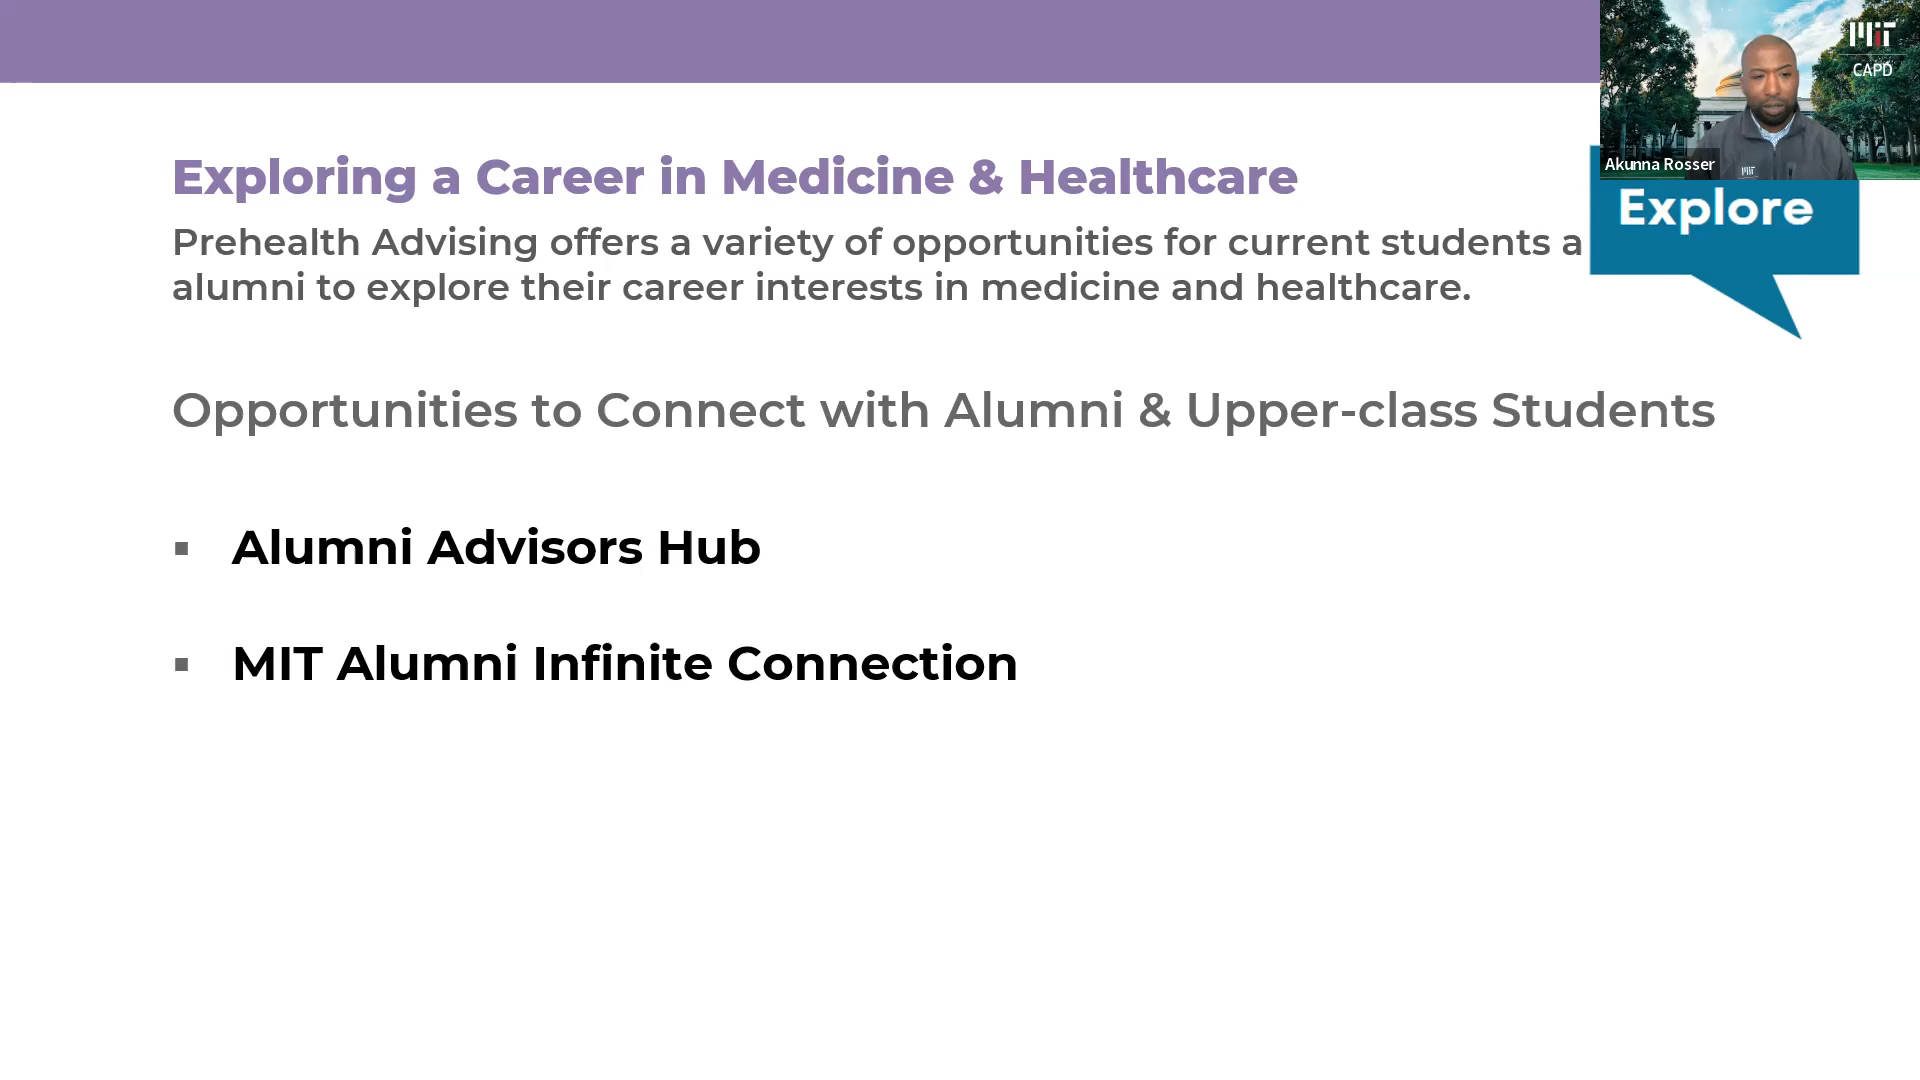 MIT
CAPD
Akunna Rosser
MIT
Explore
Exploring a Career in Medicine & Healthcare
Prehealth Advising offers a variety of opportunities for current students a
alumni to explore their career interests in medicine and healthcare.
Opportunities to Connect with Alumni & Upper-class Students
▪ Alumni Advisors Hub
▪ MIT Alumni Infinite Connection